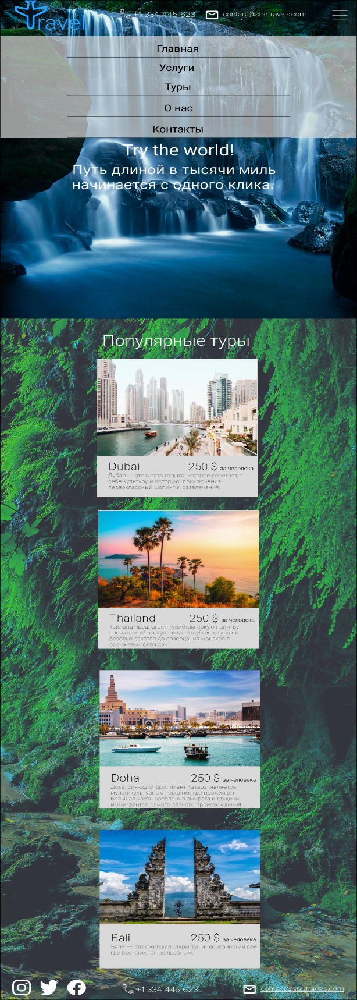 Travel
+1 334 445 623
contact@startravels.com
Главная
Услуги
Туры
О нас
Контакты
Try the world!
Путь длиной в тысячи миль
начинается с одного клика.
Популярные туры
Dubai 250 $ за человека
Дубай — это место отдыха, которое сочетает в
себе культуру и историю, приключения,
первоклассный шопинг и развлечения.
Thailand 250 $ за человека
Тайланд предлагает туристам яркую палитру
впечатлений: от купания в голубых лагунах и
розовых закатов до созерцания монахов в
оранжевых одеждах
Doha 250 $ за человека
Доха, сияющий бриллиант Катара, является
мультикультурным городом, где проживает
большая часть населения эмирата и общины
иммигрантов самого разного происхождения
Bali 250 $ за человека
Бали — это ожившая открытка, индонезийский рай,
где все кажется волшебным.
+1 334 445 623
contact@startravels.com